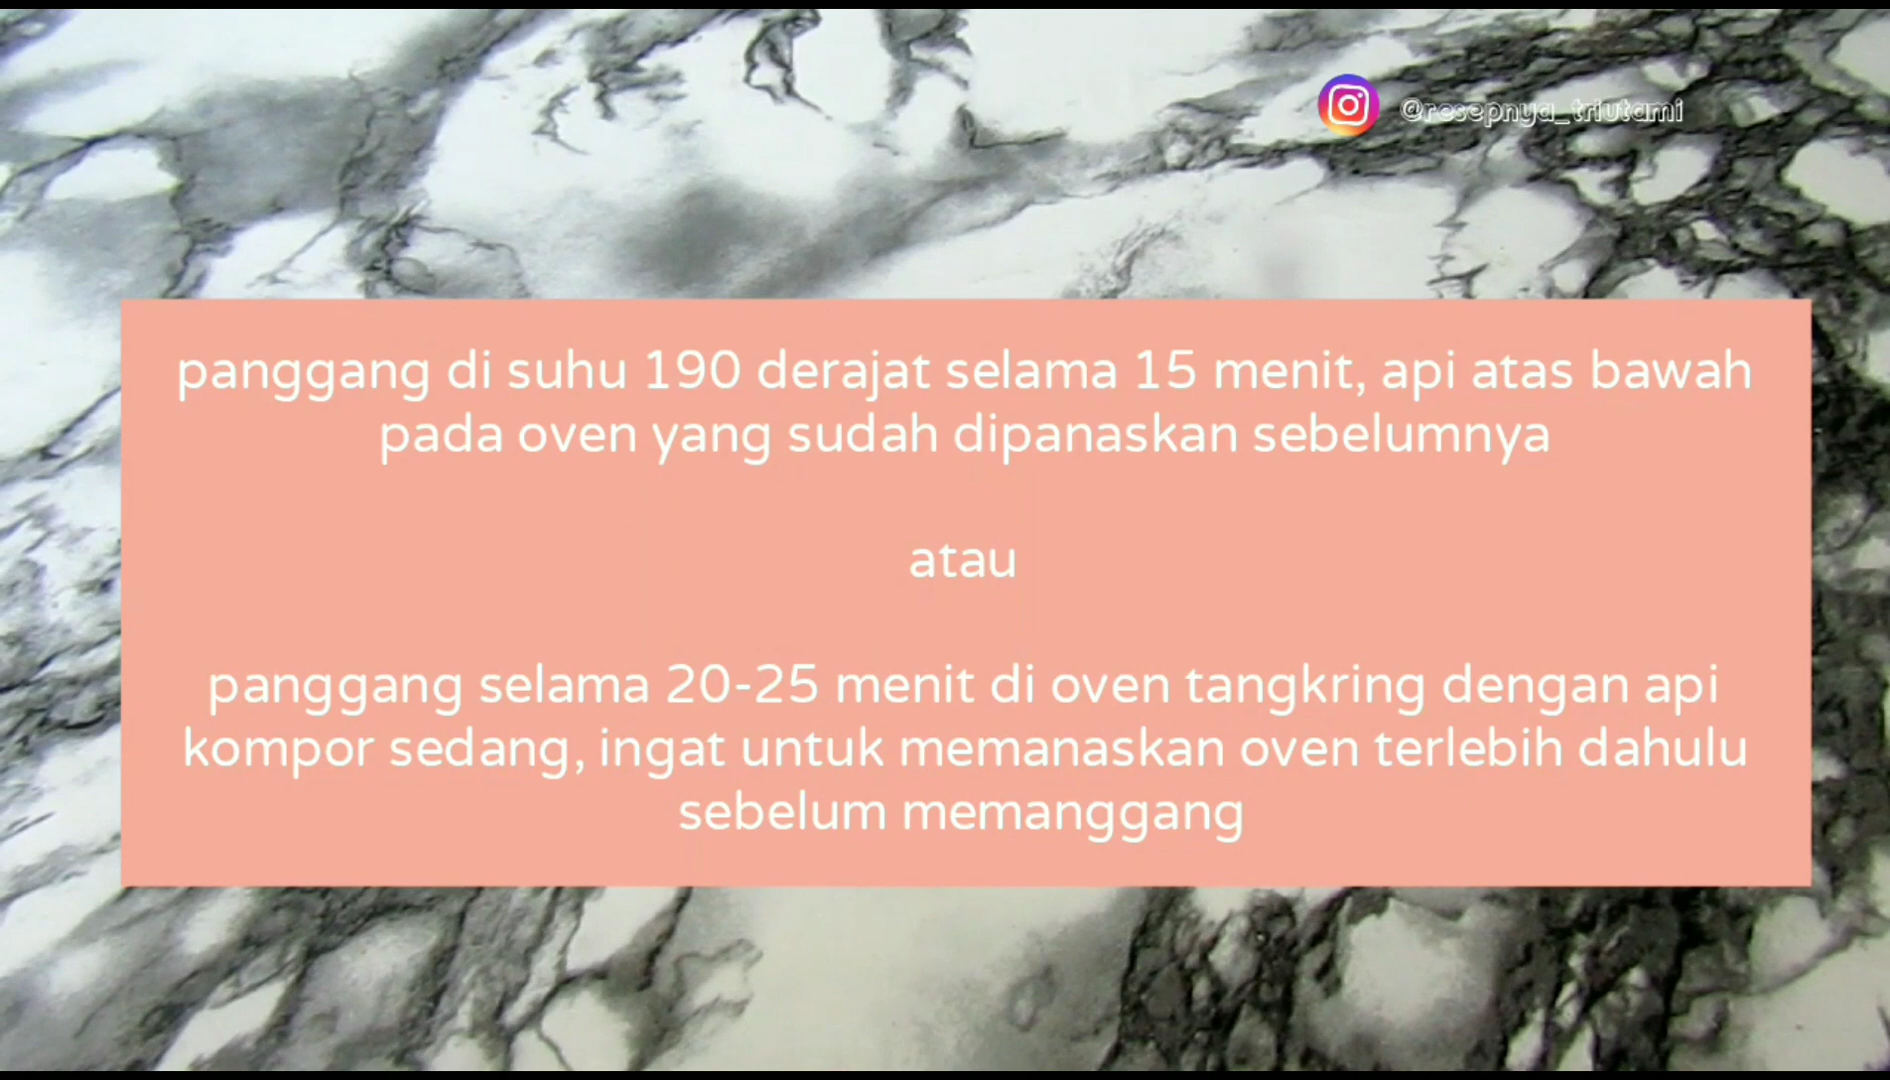 @resepnya_triutami
panggang di suhu 190 derajat selama 15 menit, api atas bawah
pada oven yang sudah dipanaskan sebelumnya
atau
panggang selama 20-25 menit di oven tangkring dengan api
kompor sedang, ingat untuk memanaskan oven terlebih dahulu
sebelum memanggang